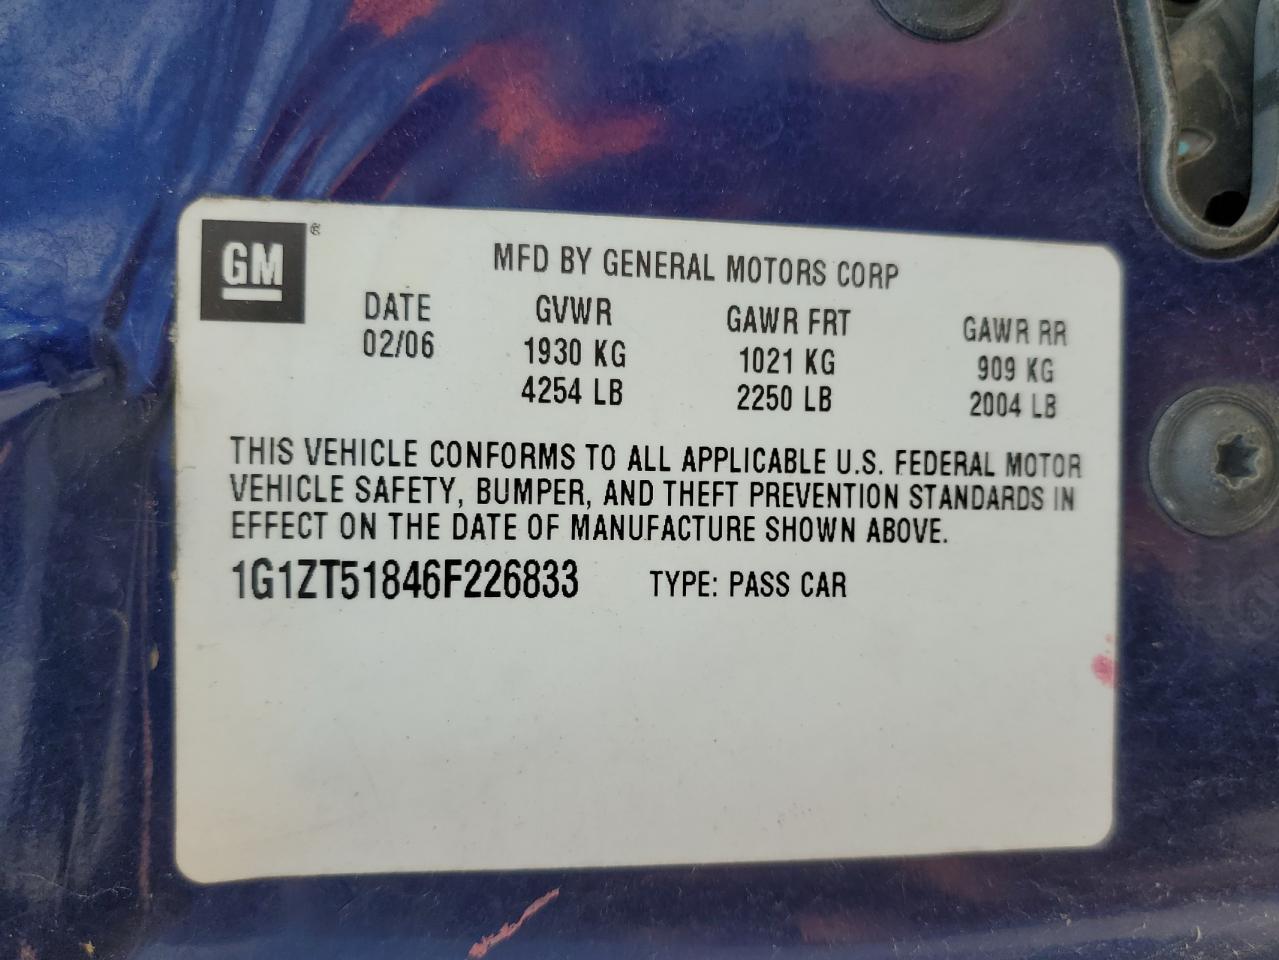 GM®
MFD BY GENERAL MOTORS CORP
DATE GVWR GAWR FRT GAWR RR
02/06 1930 KG 1021 KG 909 KG
4254 LB 2250 LB 2004 LB
THIS VEHICLE CONFORMS TO ALL APPLICABLE U.S. FEDERAL MOTOR
VEHICLE SAFETY, BUMPER, AND THEFT PREVENTION STANDARDS IN
EFFECT ON THE DATE OF MANUFACTURE SHOWN ABOVE.
1G1ZT51846F226833 TYPE: PASS CAR